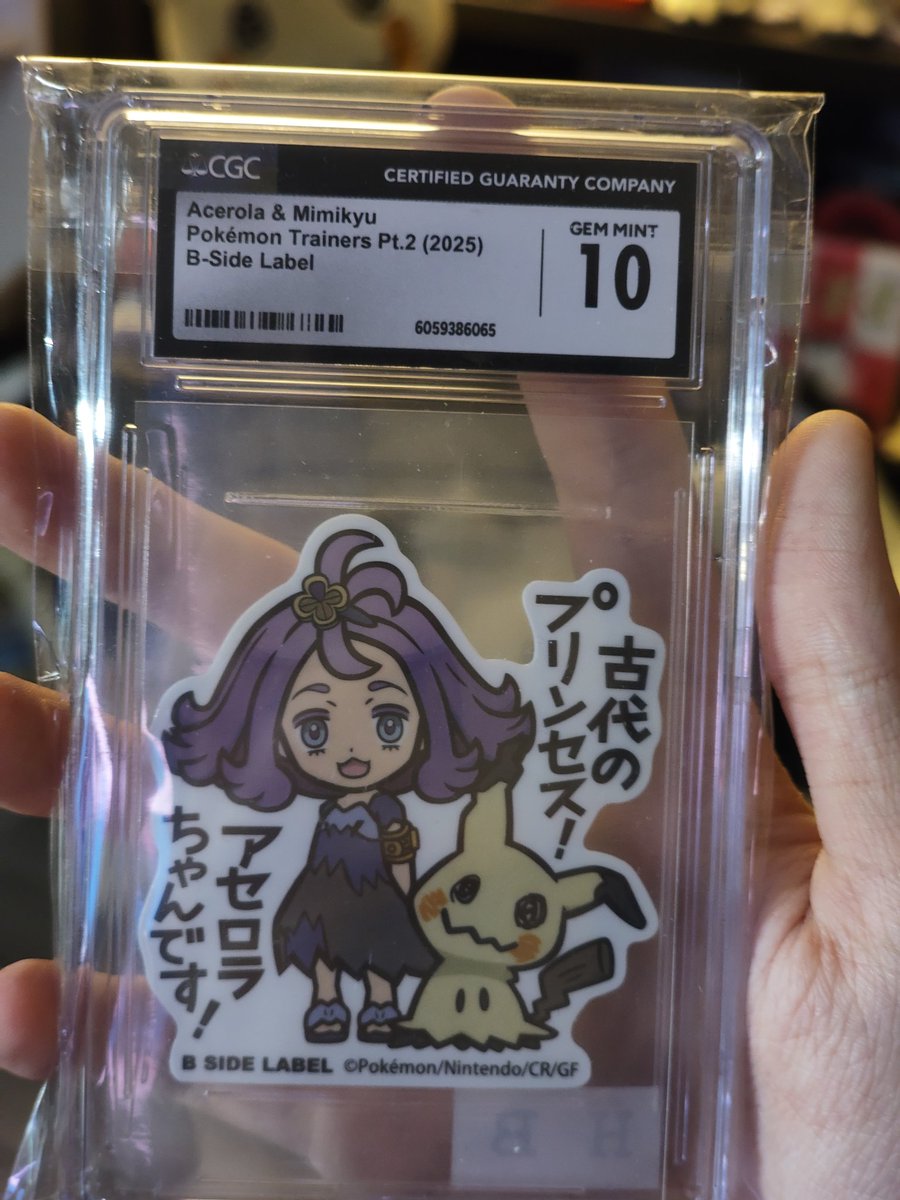 CGC
CERTIFIED GUARANTY COMPANY
Acerola & Mimikyu
Pokémon Trainers Pt.2 (2025)
B-Side Label
GEM MINT
10
6059386065
古代の
プリンセス!
アセロラ
ちゃんです!
B SIDE LABEL ©Pokémon/Nintendo/CR/GF
H B